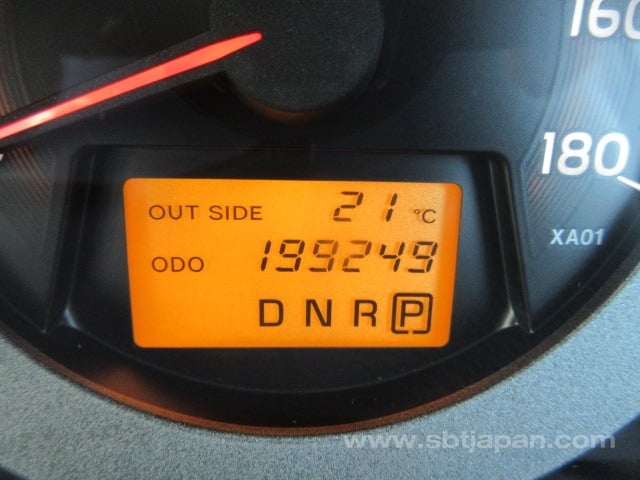 160
180
XA01
OUT SIDE 21 °C
ODO 199249
D N R P
www.sbtjapan.com